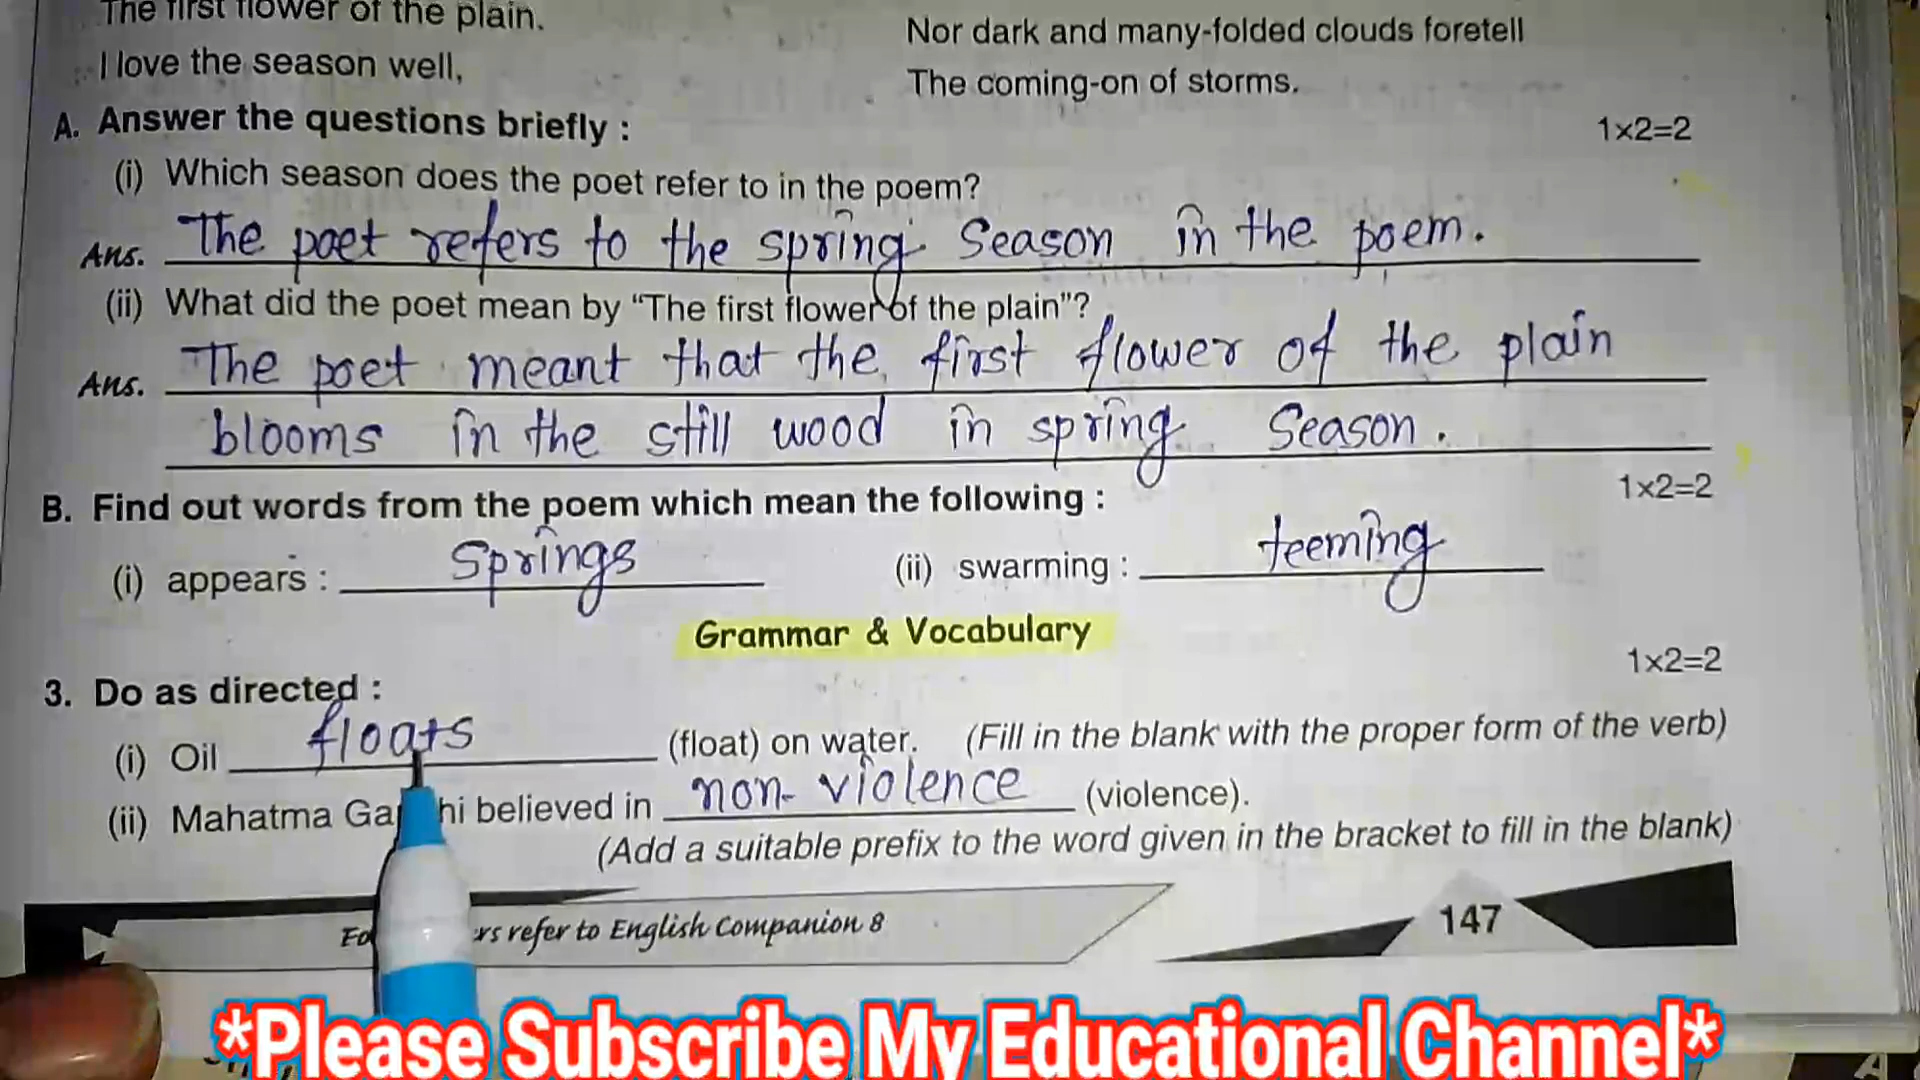 The first flower of the plain.
I love the season well,
Nor dark and many-folded clouds foretell
The coming-on of storms.
A. Answer the questions briefly : 1×2=2
(i) Which season does the poet refer to in the poem?
Ans. The poet refers to the spring season in the poem.
(ii) What did the poet mean by “The first flower of the plain”?
Ans. The poet meant that the first flower of the plain
blooms in the still wood in spring season.
B. Find out words from the poem which mean the following : 1×2=2
(i) appears : springs (ii) swarming : teeming
Grammar & Vocabulary
3. Do as directed : 1×2=2
(i) Oil floats (float) on water. (Fill in the blank with the proper form of the verb)
(ii) Mahatma Ga hi believed in non-violence (violence).
(Add a suitable prefix to the word given in the bracket to fill in the blank)
refer to English Companion 8
147
*Please Subscribe My Educational Channel*